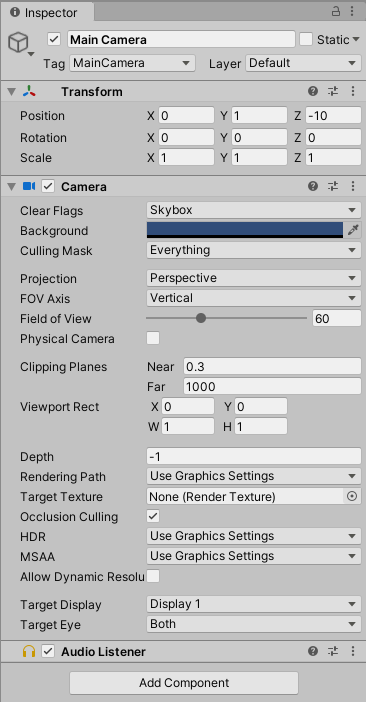 Inspector
Main Camera Static
Tag MainCamera Layer Default
Transform
Position X 0 Y 1 Z -10
Rotation X 0 Y 0 Z 0
Scale X 1 Y 1 Z 1
Camera
Clear Flags Skybox
Background
Culling Mask Everything
Projection Perspective
FOV Axis Vertical
Field of View 60
Physical Camera
Clipping Planes Near 0.3
Far 1000
Viewport Rect X 0 Y 0
W 1 H 1
Depth -1
Rendering Path Use Graphics Settings
Target Texture None (Render Texture)
Occlusion Culling
HDR Use Graphics Settings
MSAA Use Graphics Settings
Allow Dynamic Resolu
Target Display Display 1
Target Eye Both
Audio Listener
Add Component